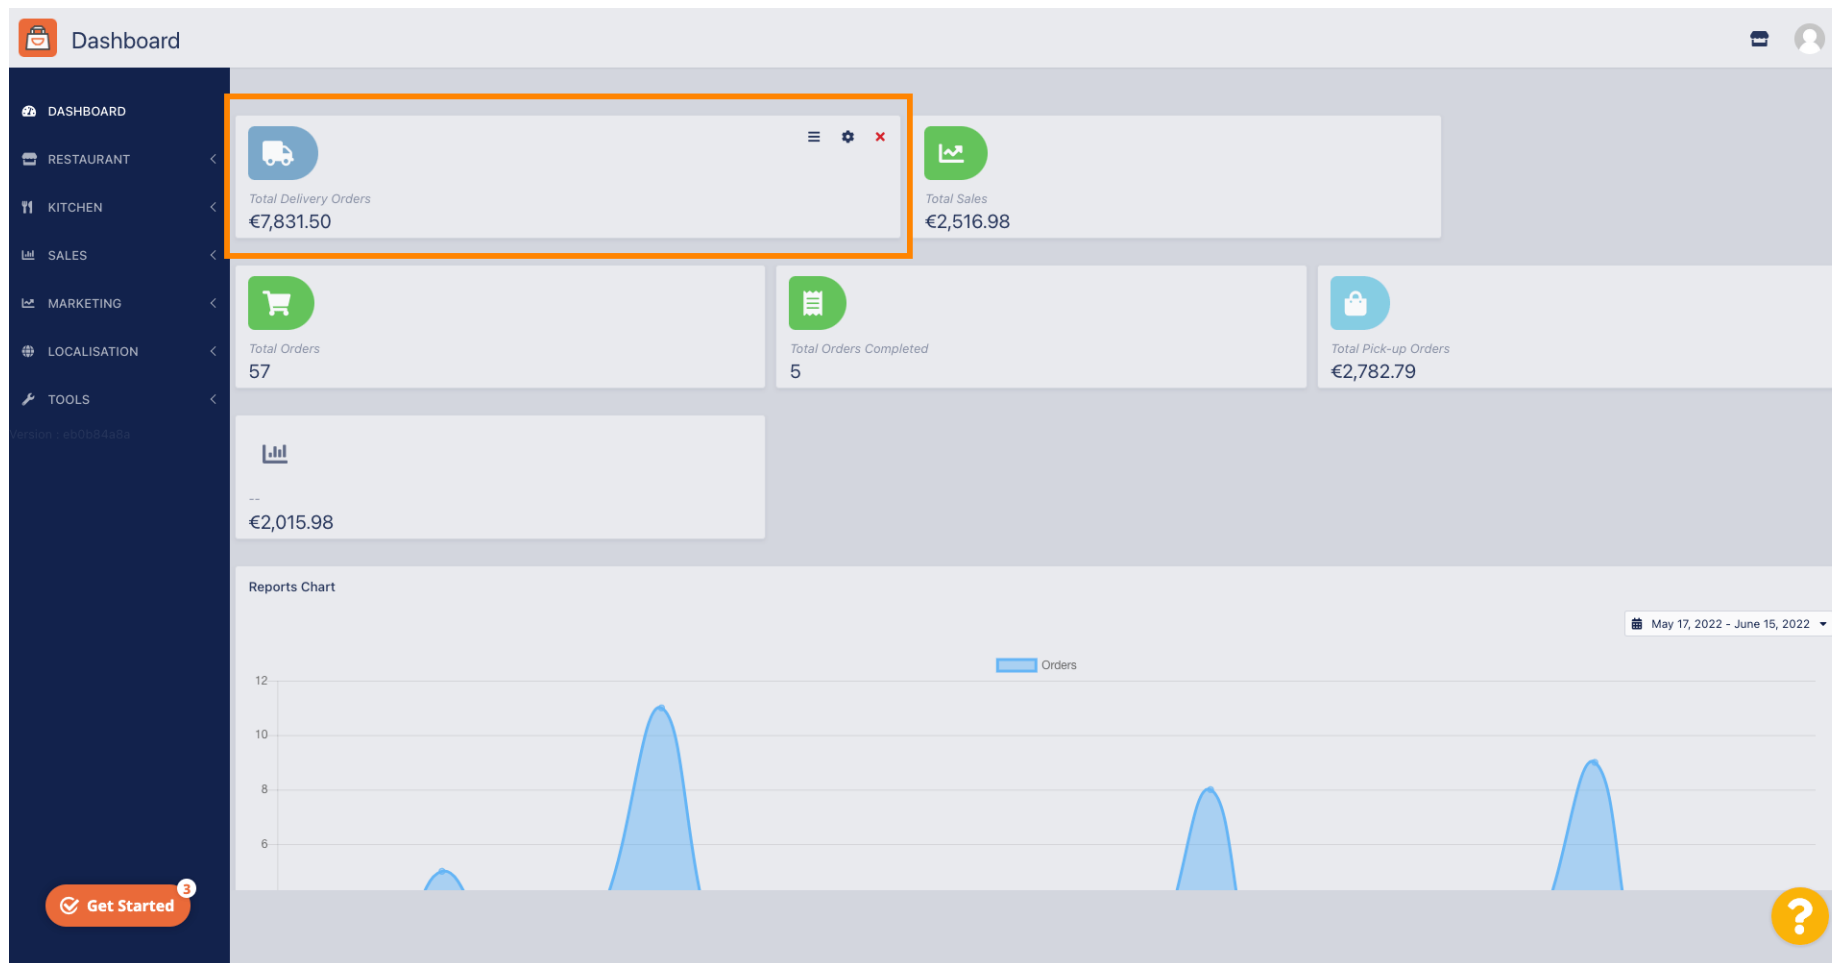 Dashboard
DASHBOARD
RESTAURANT
KITCHEN
SALES
MARKETING
LOCALISATION
TOOLS
Version : eb0b84a8a
3
Get Started
Total Delivery Orders
€7,831.50
Total Sales
€2,516.98
Total Orders
57
Total Orders Completed
5
Total Pick-up Orders
€2,782.79
--
€2,015.98
Reports Chart
May 17, 2022 - June 15, 2022
Orders
12
10
8
6
?